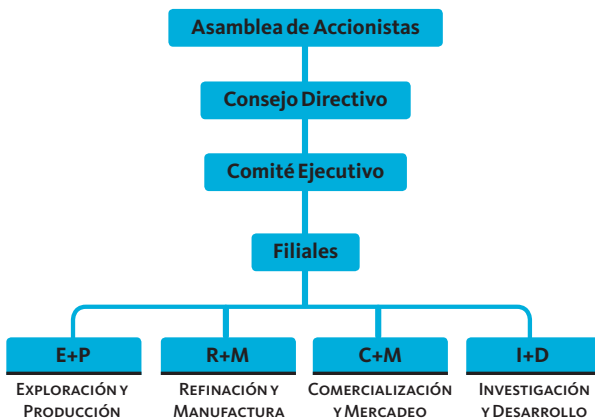 Asamblea de Accionistas
Consejo Directivo
Comité Ejecutivo
Filiales
E+P
R+M
C+M
I+D
EXPLORACIÓN Y
PRODUCCIÓN
REFINACIÓN Y
MANUFACTURA
COMERCIALIZACIÓN
Y MERCADEO
INVESTIGACIÓN
Y DESARROLLO